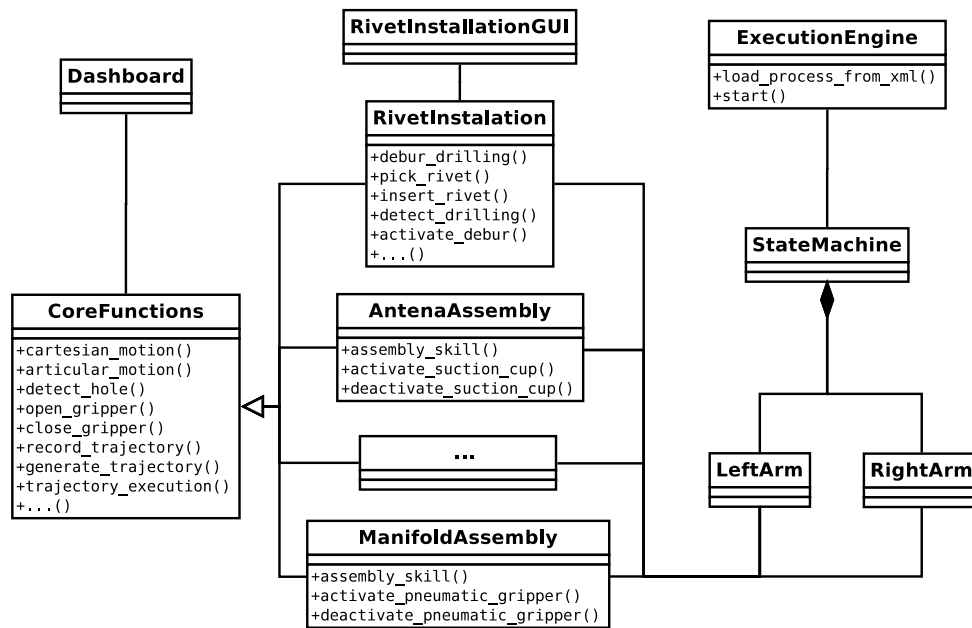 RivetInstallationGUI
ExecutionEngine
+load_process_from_xml()
+start()
Dashboard
RivetInstalation
+debur_drilling()
+pick_rivet()
+insert_rivet()
+detect_drilling()
+activate_debur()
+...()
StateMachine
CoreFunctions
+cartesian_motion()
+articular_motion()
+detect_hole()
+open_gripper()
+close_gripper()
+record_trajectory()
+generate_trajectory()
+trajectory_execution()
+...()
AntenaAssembly
+assembly_skill()
+activate_suction_cup()
+deactivate_suction_cup()
...
LeftArm
RightArm
ManifoldAssembly
+assembly_skill()
+activate_pneumatic_gripper()
+deactivate_pneumatic_gripper()